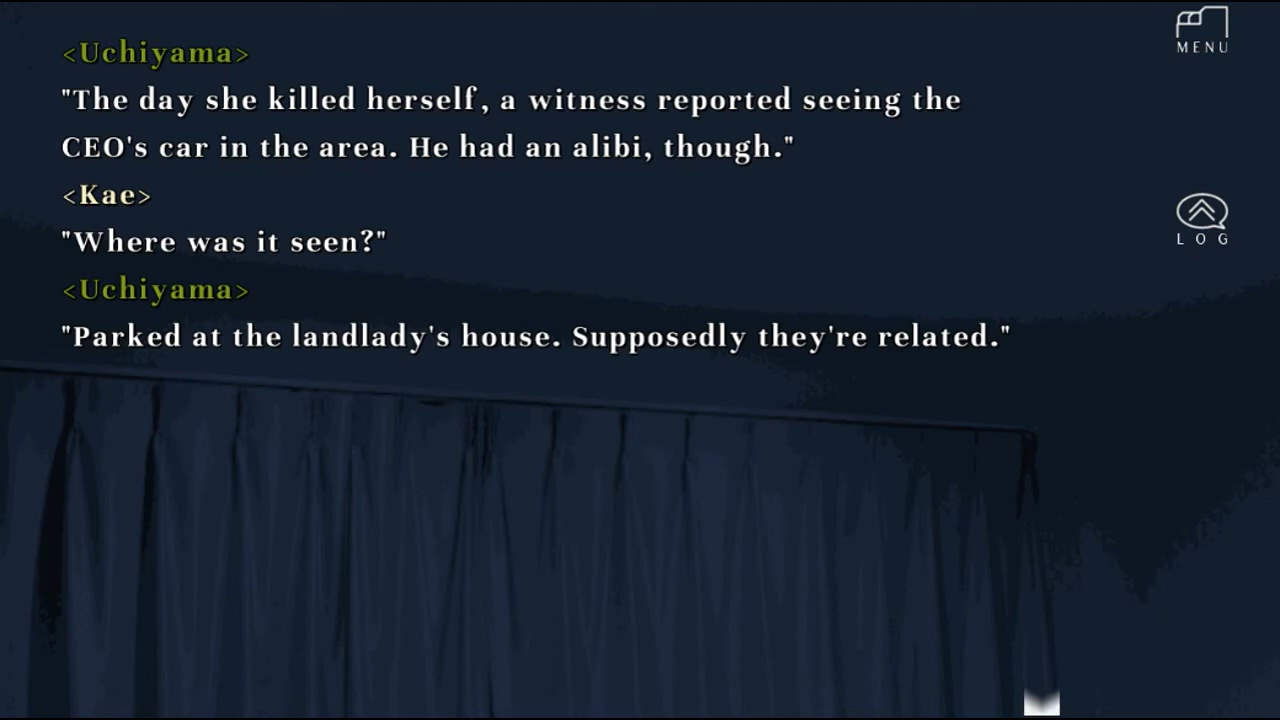 <Uchiyama>
"The day she killed herself, a witness reported seeing the
CEO's car in the area. He had an alibi, though."
<Kae>
"Where was it seen?"
<Uchiyama>
"Parked at the landlady's house. Supposedly they're related."
MENU
LOG